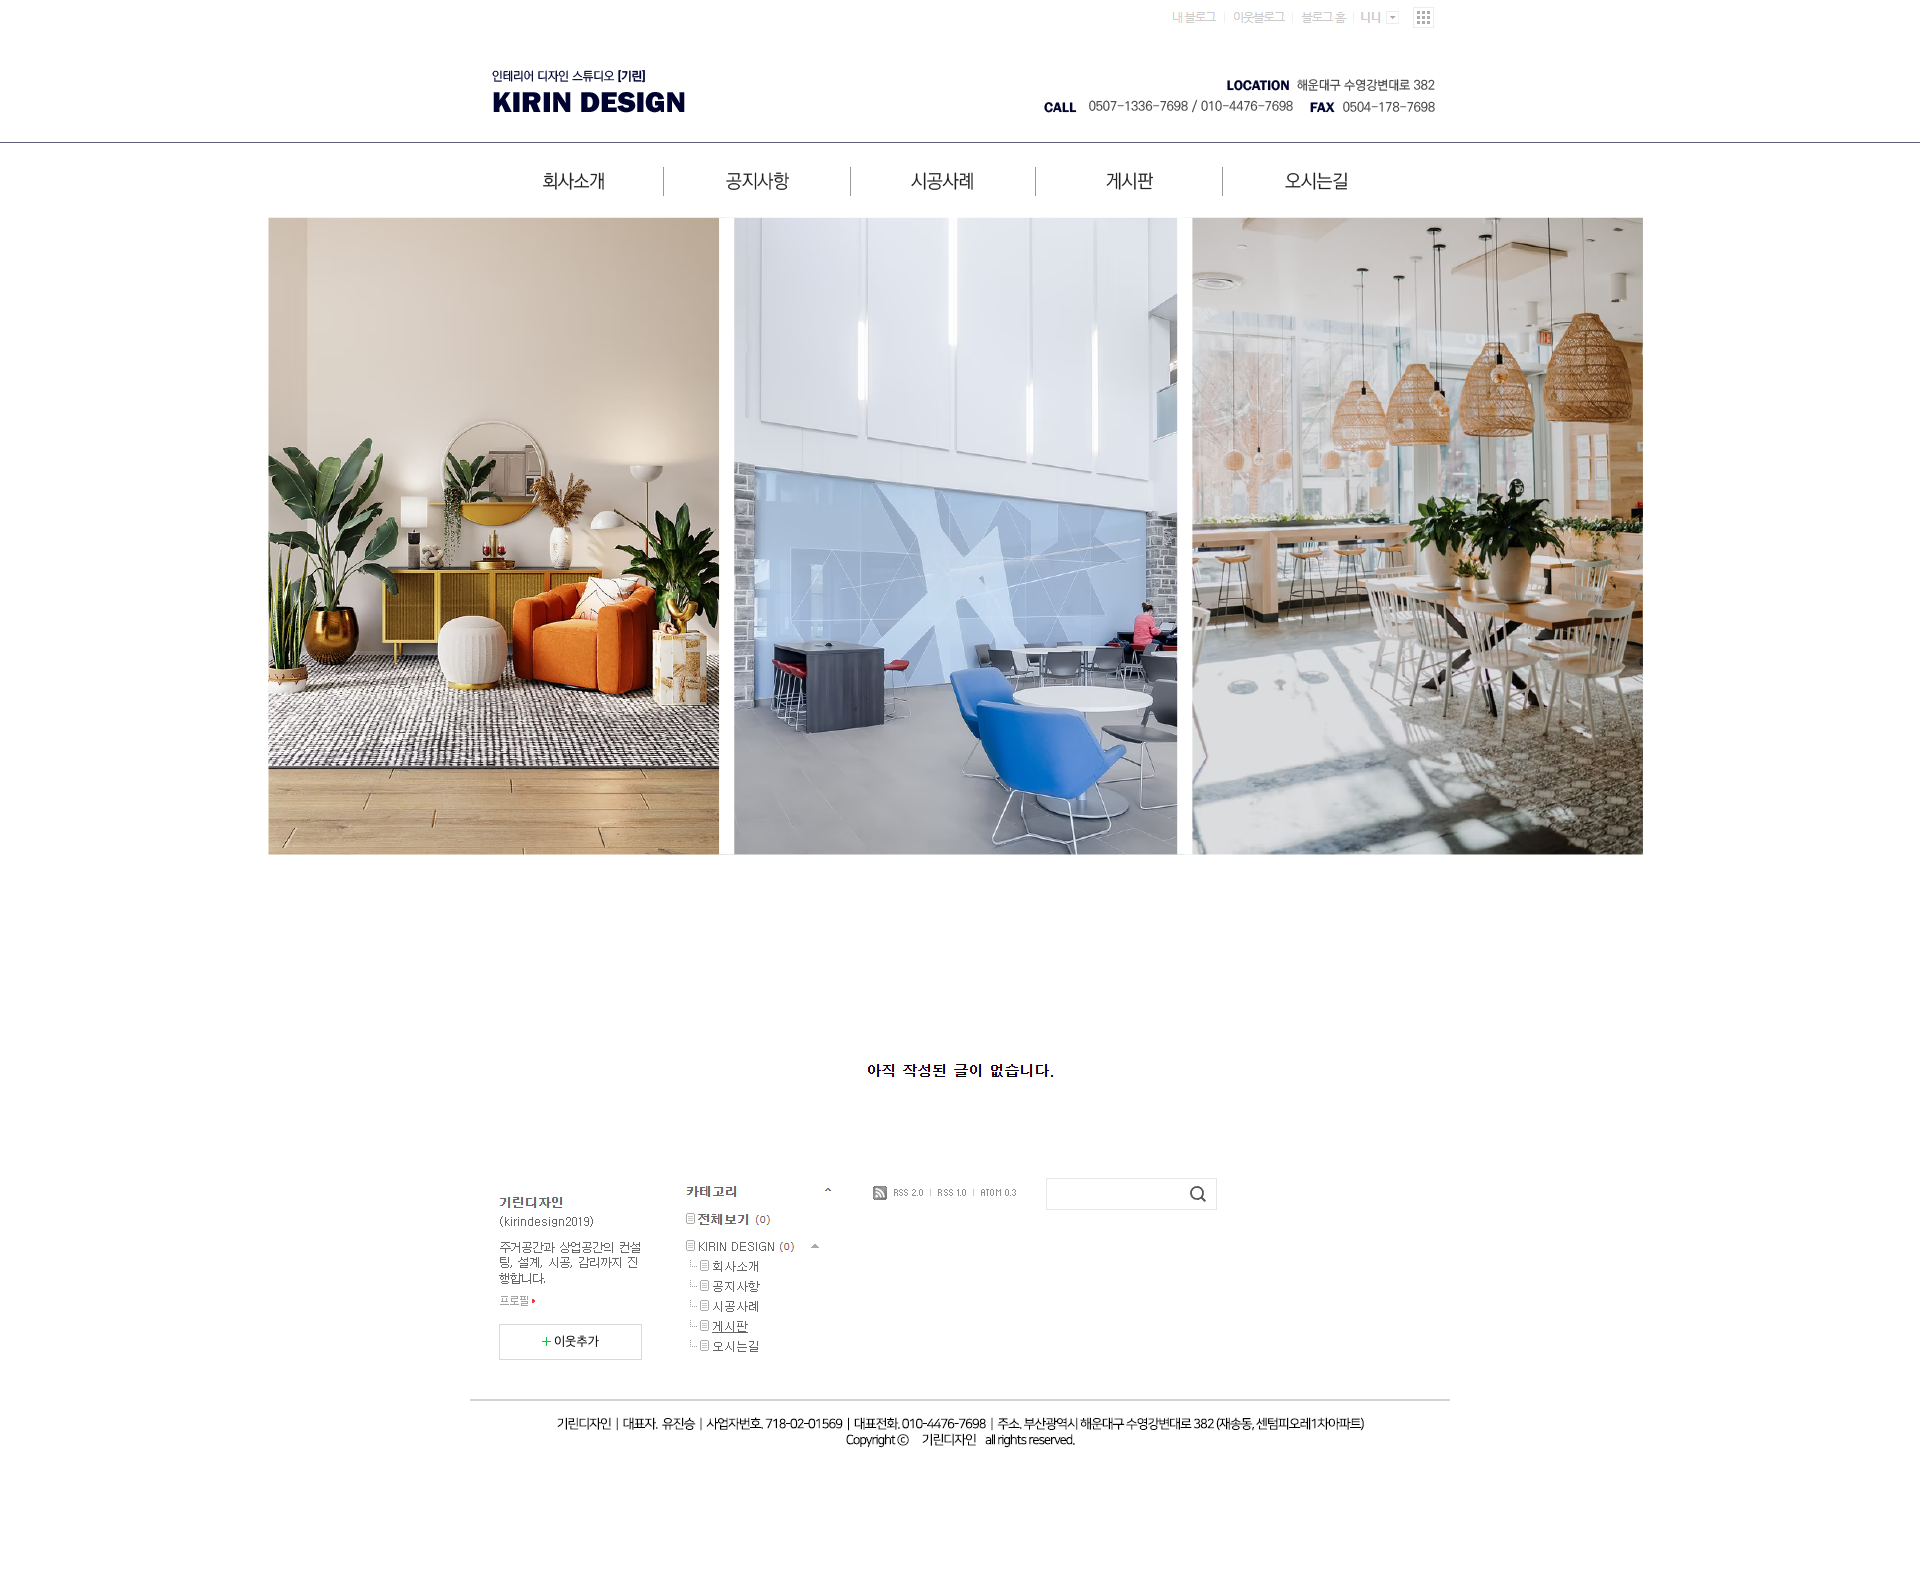 내 블로그 | 이웃블로그 | 블로그 홈 | 니니
인테리어 디자인 스튜디오 [기린]
KIRIN DESIGN
LOCATION 해운대구 수영강변대로 382
CALL 0507-1336-7698 / 010-4476-7698 FAX 0504-178-7698
회사소개 공지사항 시공사례 게시판 오시는길
아직 작성된 글이 없습니다.
기린디자인
(kirindesign2019)
주거공간과 상업공간의 컨설
팅, 설계, 시공, 감리까지 진
행합니다.
프로필
+ 이웃추가
카테고리
전체보기 (0)
KIRIN DESIGN (0)
회사소개
공지사항
시공사례
게시판
오시는길
RSS 2.0 | RSS 1.0 | ATOM 0.3
기린디자인 | 대표자. 유진승 | 사업자번호. 718-02-01569 | 대표전화. 010-4476-7698 | 주소. 부산광역시 해운대구 수영강변대로 382 (재송동, 센텀피오레1차아파트)
Copyright ⓒ 기린디자인 all rights reserved.